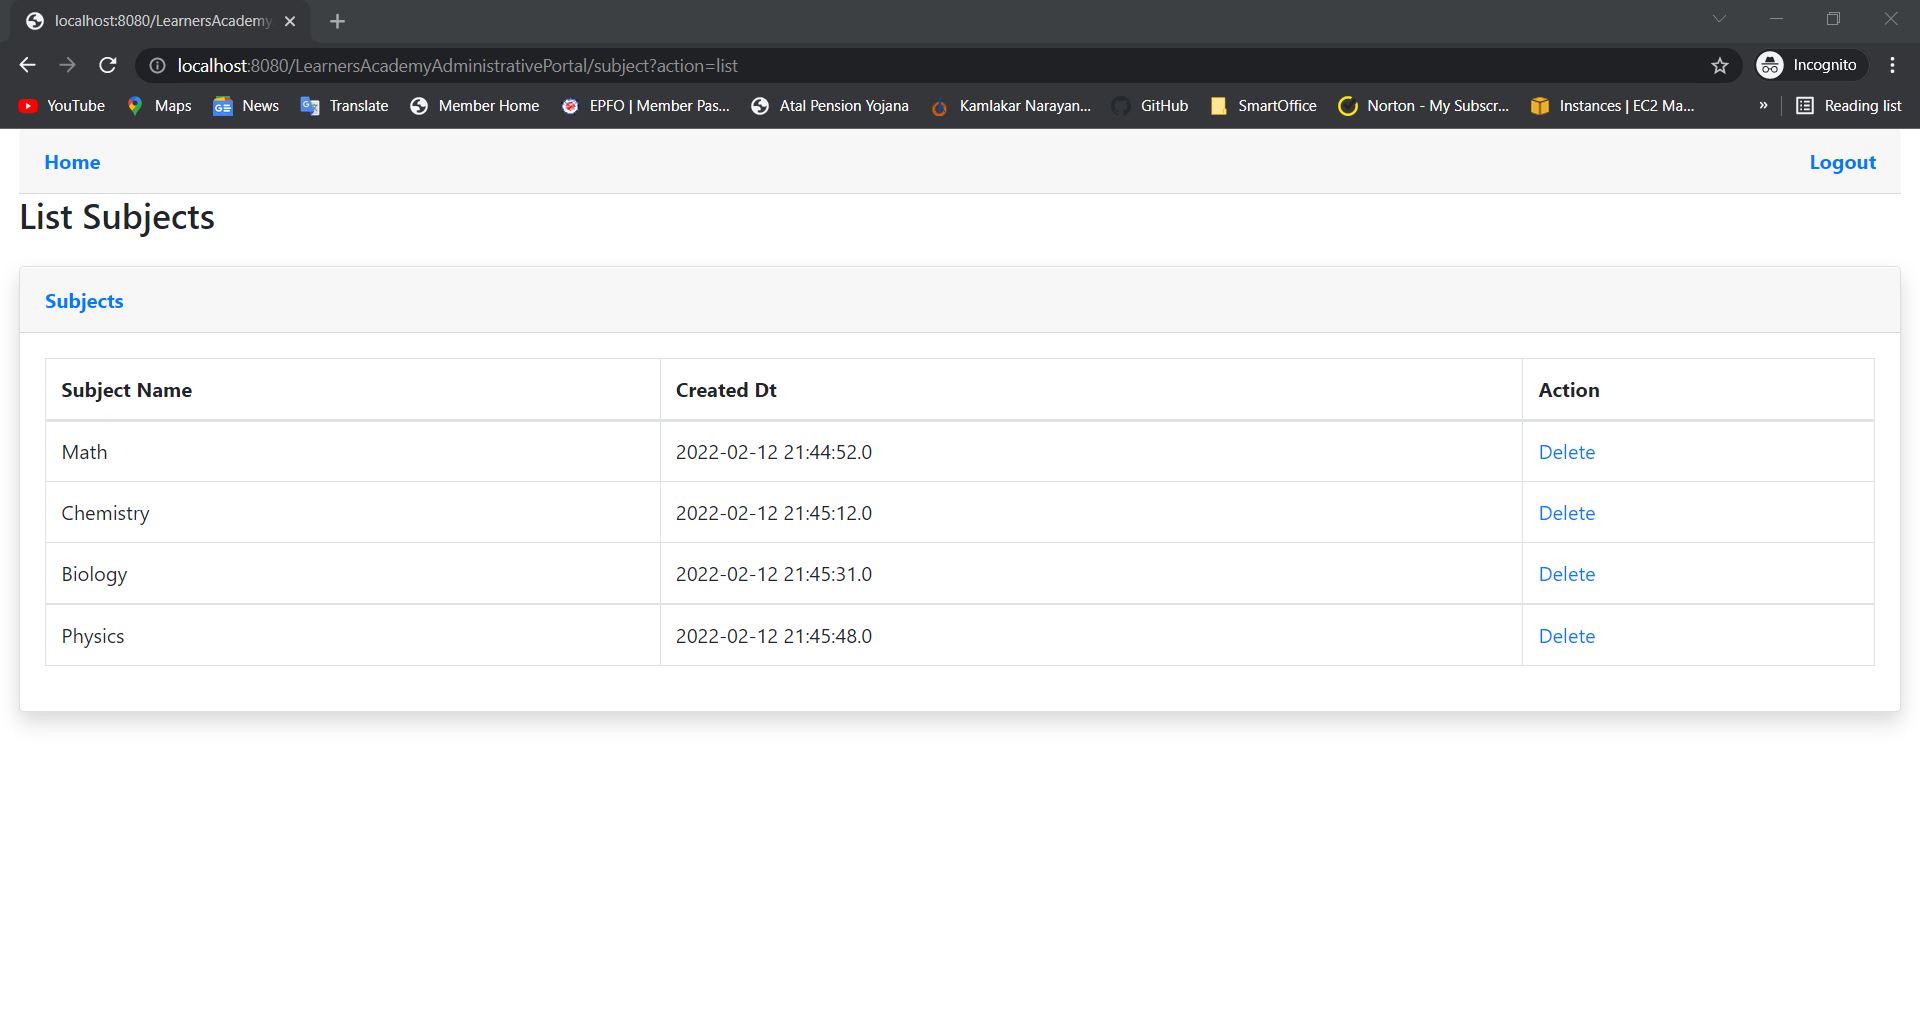 localhost:8080/LearnersAcademy
localhost:8080/LearnersAcademyAdministrativePortal/subject?action=list Incognito
YouTube Maps News Translate Member Home EPFO | Member Pas... Atal Pension Yojana Kamlakar Narayan... GitHub SmartOffice Norton - My Subscr... Instances | EC2 Ma... » Reading list
Home Logout
List Subjects
Subjects
Subject Name Created Dt Action
Math 2022-02-12 21:44:52.0 Delete
Chemistry 2022-02-12 21:45:12.0 Delete
Biology 2022-02-12 21:45:31.0 Delete
Physics 2022-02-12 21:45:48.0 Delete